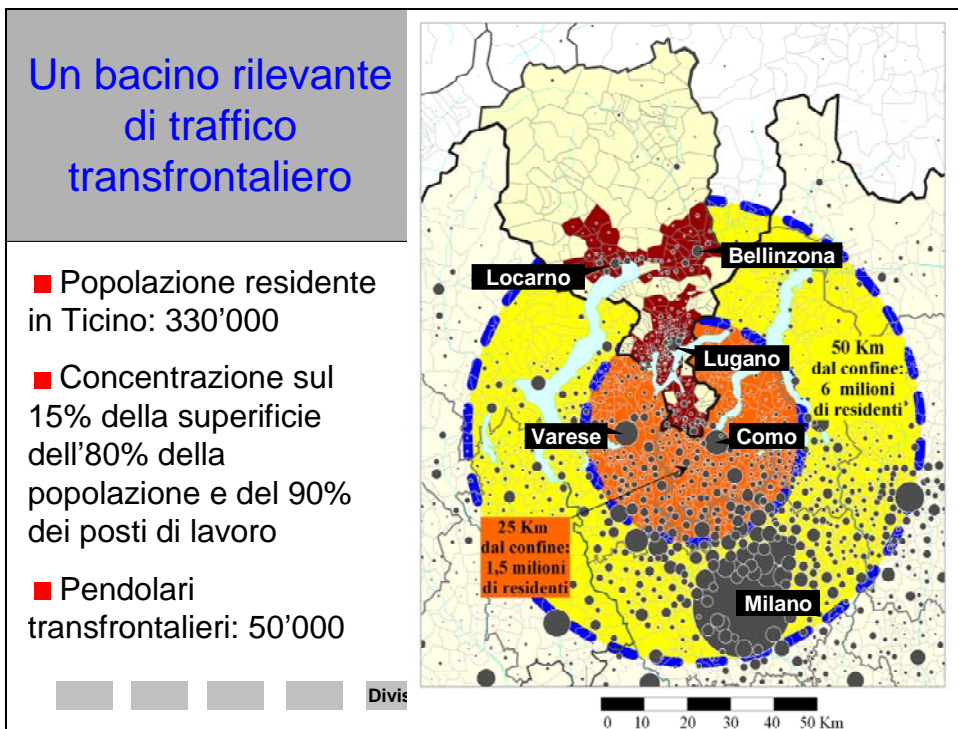 Un bacino rilevante
di traffico
transfrontaliero
Popolazione residente
in Ticino: 330'000
Concentrazione sul
15% della superificie
dell'80% della
popolazione e del 90%
dei posti di lavoro
Pendolari
transfrontalieri: 50'000
Divis
Locarno
Bellinzona
Lugano
50 Km
dal confine:
6 milioni
di residenti
Varese
Como
25 Km
dal confine:
1,5 milioni
di residenti
Milano
0 10 20 30 40 50 Km